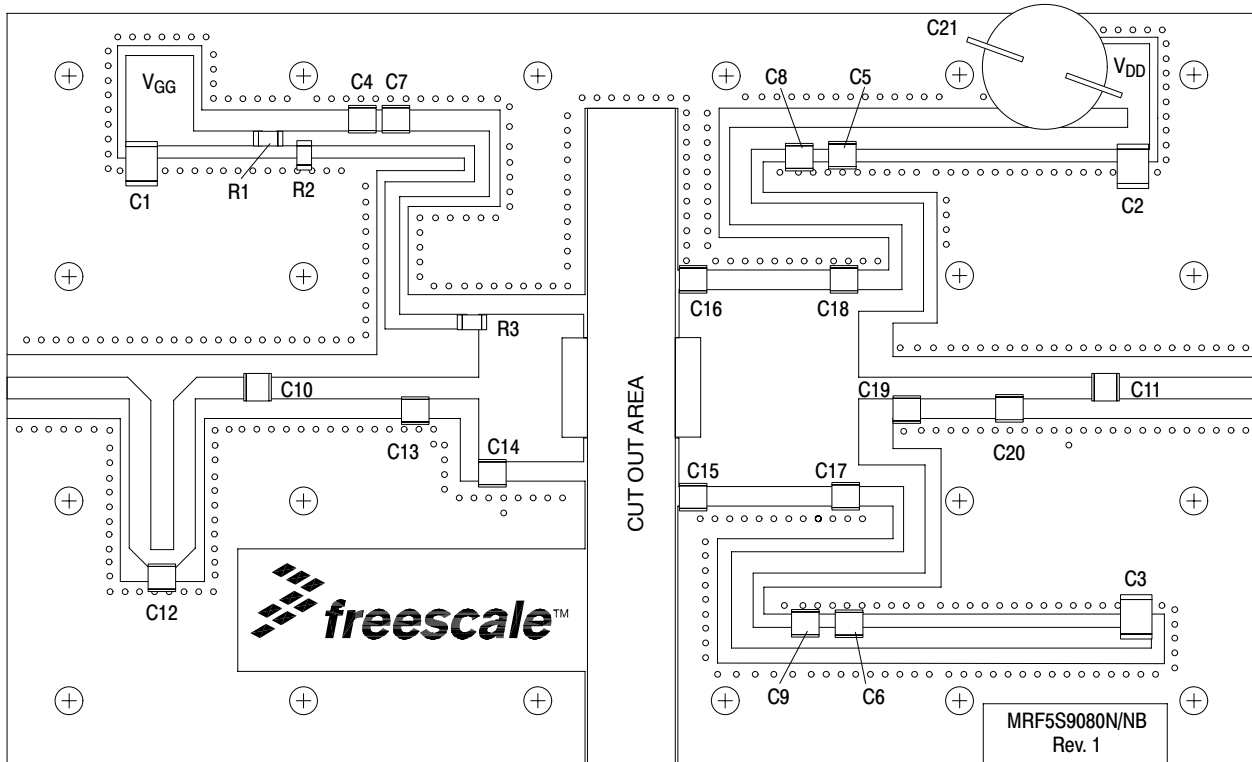 C21
VGG
C4 C7
C8 C5
VDD
C1
R1
R2
C2
C16
C18
R3
C10
C19
C11
C13
C14
C20
CUT OUT AREA
C15
C17
C12
freescale™
C3
C9
C6
MRF5S9080N/NB
Rev. 1